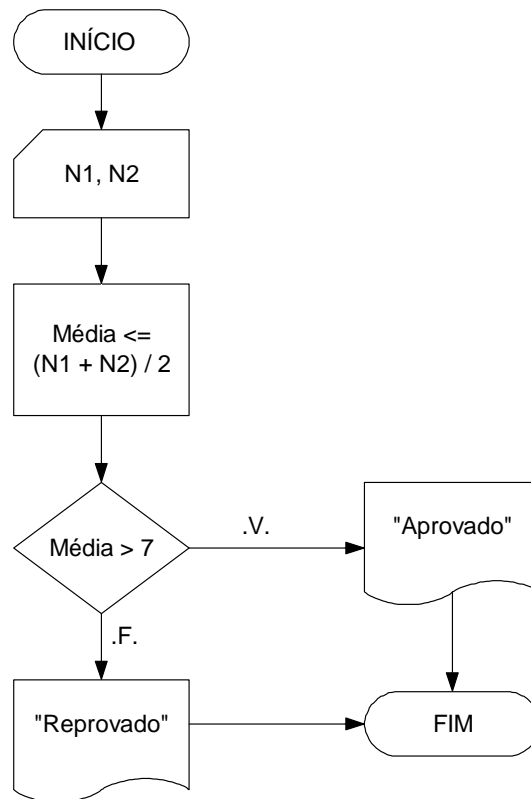 INÍCIO
N1, N2
Média <=
(N1 + N2) / 2
Média > 7
.V.
"Aprovado"
.F.
"Reprovado"
FIM